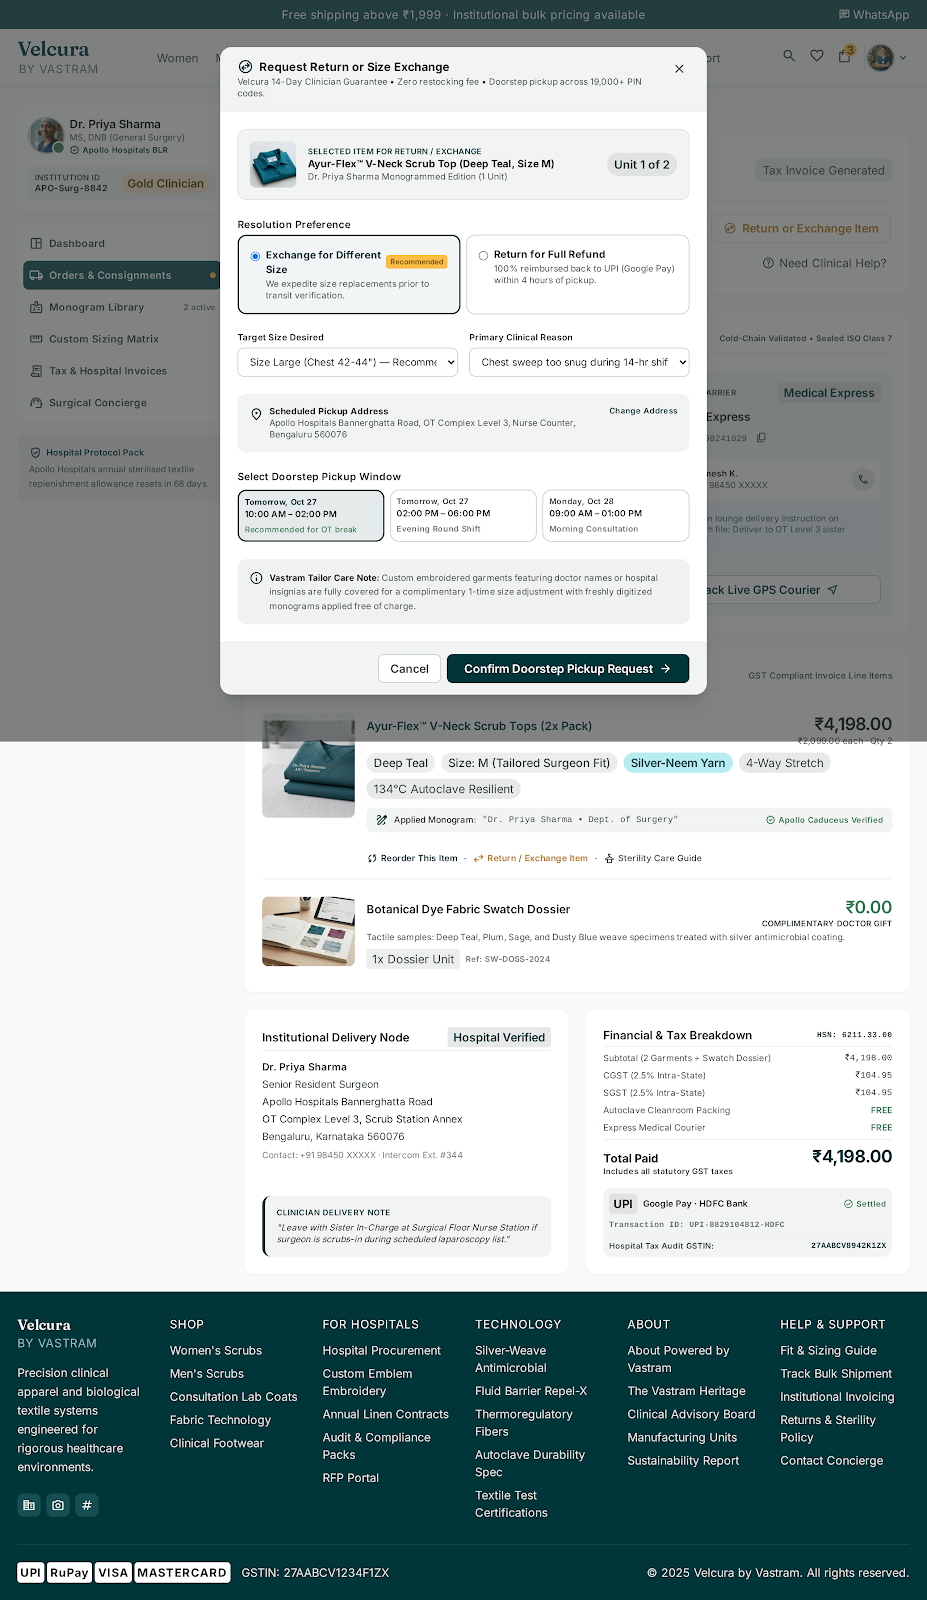 Free shipping above ₹1,999 · Institutional bulk pricing available
WhatsApp
Velcura
BY VASTRAM
Women
3
Request Return or Size Exchange
Velcura 14-Day Clinician Guarantee • Zero restocking fee • Doorstep pickup across 19,000+ PIN
codes.
Dr. Priya Sharma
MS, DNB (General Surgery)
Apollo Hospitals BLR
INSTITUTION ID
APO-Surg-8842
Gold Clinician
Dashboard
Orders & Consignments
Monogram Library
2 active
Custom Sizing Matrix
Tax & Hospital Invoices
Surgical Concierge
Hospital Protocol Pack
Apollo Hospitals annual sterilised textile
replenishment allowance resets in 68 days.
SELECTED ITEM FOR RETURN / EXCHANGE
Ayur-Flex™ V-Neck Scrub Top (Deep Teal, Size M)
Dr. Priya Sharma Monogrammed Edition (1 Unit)
Unit 1 of 2
Resolution Preference
Exchange for Different
Size
Recommended
We expedite size replacements prior to
transit verification.
Return for Full Refund
100% reimbursed back to UPI (Google Pay)
within 4 hours of pickup.
Target Size Desired
Size Large (Chest 42-44") — Recomme
Primary Clinical Reason
Chest sweep too snug during 14-hr shif
Scheduled Pickup Address
Apollo Hospitals Bannerghatta Road, OT Complex Level 3, Nurse Counter,
Bengaluru 560076
Change Address
Select Doorstep Pickup Window
Tomorrow, Oct 27
10:00 AM – 02:00 PM
Recommended for OT break
Tomorrow, Oct 27
02:00 PM – 06:00 PM
Evening Round Shift
Monday, Oct 28
09:00 AM – 01:00 PM
Morning Consultation
Vastram Tailor Care Note: Custom embroidered garments featuring doctor names or hospital
insignias are fully covered for a complimentary 1-time size adjustment with freshly digitized
monograms applied free of charge.
Cancel
Confirm Doorstep Pickup Request
Tax Invoice Generated
Return or Exchange Item
Need Clinical Help?
Cold-Chain Validated • Sealed ISO Class 7
ARRIER
Medical Express
Express
98241029
nesh K.
98450 XXXXX
n lounge delivery instruction on
h file: Deliver to OT Level 3 sister
ack Live GPS Courier
GST Compliant Invoice Line Items
Ayur-Flex™ V-Neck Scrub Tops (2x Pack)
₹4,198.00
₹2,099.00 each · Qty 2
Deep Teal
Size: M (Tailored Surgeon Fit)
Silver-Neem Yarn
4-Way Stretch
134°C Autoclave Resilient
Applied Monogram: "Dr. Priya Sharma • Dept. of Surgery"
Apollo Caduceus Verified
Reorder This Item · Return / Exchange Item · Sterility Care Guide
Botanical Dye Fabric Swatch Dossier
₹0.00
COMPLIMENTARY DOCTOR GIFT
Tactile samples: Deep Teal, Plum, Sage, and Dusty Blue weave specimens treated with silver antimicrobial coating.
1x Dossier Unit
Ref: SW-DOSS-2024
Institutional Delivery Node
Hospital Verified
Dr. Priya Sharma
Senior Resident Surgeon
Apollo Hospitals Bannerghatta Road
OT Complex Level 3, Scrub Station Annex
Bengaluru, Karnataka 560076
Contact: +91 98450 XXXXX · Intercom Ext. #344
CLINICIAN DELIVERY NOTE
"Leave with Sister In-Charge at Surgical Floor Nurse Station if
surgeon is scrubs-in during scheduled laparoscopy list."
Financial & Tax Breakdown
HSN: 6211.33.00
Subtotal (2 Garments + Swatch Dossier)
₹4,198.00
CGST (2.5% Intra-State)
₹104.95
SGST (2.5% Intra-State)
₹104.95
Autoclave Cleanroom Packing
FREE
Express Medical Courier
FREE
Total Paid
₹4,198.00
Includes all statutory GST taxes
UPI
Google Pay · HDFC Bank
Settled
Transaction ID: UPI-8829104812-HDFC
Hospital Tax Audit GSTIN:
27AABCV8942K1ZX
Velcura
BY VASTRAM
Precision clinical
apparel and biological
textile systems
engineered for
rigorous healthcare
environments.
SHOP
Women's Scrubs
Men's Scrubs
Consultation Lab Coats
Fabric Technology
Clinical Footwear
FOR HOSPITALS
Hospital Procurement
Custom Emblem
Embroidery
Annual Linen Contracts
Audit & Compliance
Packs
RFP Portal
TECHNOLOGY
Silver-Weave
Antimicrobial
Fluid Barrier Repel-X
Thermoregulatory
Fibers
Autoclave Durability
Spec
Textile Test
Certifications
ABOUT
About Powered by
Vastram
The Vastram Heritage
Clinical Advisory Board
Manufacturing Units
Sustainability Report
HELP & SUPPORT
Fit & Sizing Guide
Track Bulk Shipment
Institutional Invoicing
Returns & Sterility
Policy
Contact Concierge
UPI RuPay VISA MASTERCARD GSTIN: 27AABCV1234F1ZX
© 2025 Velcura by Vastram. All rights reserved.